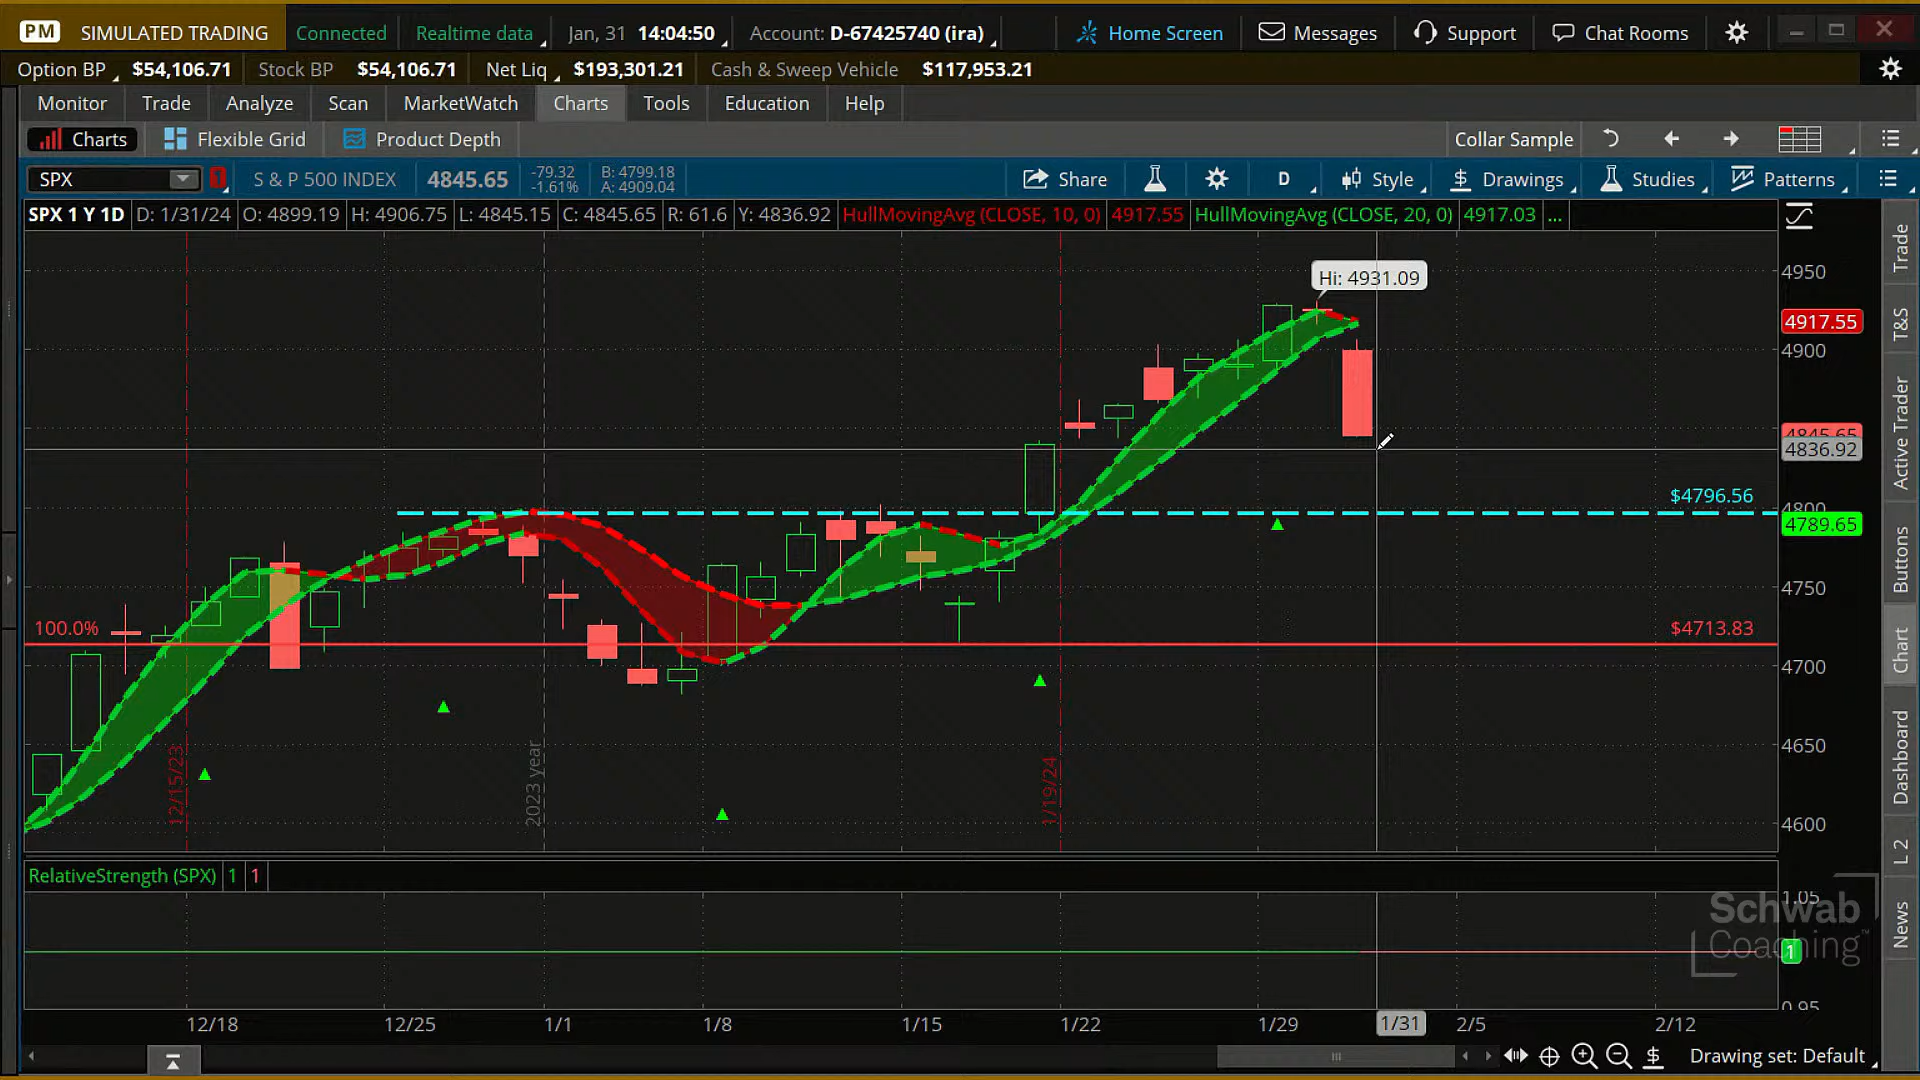 PM SIMULATED TRADING Connected Realtime data Jan, 31 14:04:50 Account: D-67425740 (ira) Home Screen Messages Support Chat Rooms
Option BP $54,106.71 Stock BP $54,106.71 Net Liq $193,301.21 Cash & Sweep Vehicle $117,953.21
Monitor Trade Analyze Scan MarketWatch Charts Tools Education Help
Charts Flexible Grid Product Depth Collar Sample
SPX 1 S & P 500 INDEX 4845.65 -79.32 -1.61% B: 4799.18 A: 4909.04 Share D Style Drawings Studies Patterns
SPX 1 Y 1D D: 1/31/24 O: 4899.19 H: 4906.75 L: 4845.15 C: 4845.65 R: 61.6 Y: 4836.92 HullMovingAvg (CLOSE, 10, 0) 4917.55 HullMovingAvg (CLOSE, 20, 0) 4917.03 ...
Hi: 4931.09
4950
4917.55
4900
4845.65
4836.92
$4796.56
4800
4789.65
4750
100.0%
$4713.83
4700
4650
4600
12/15/23
2023 year
1/19/24
RelativeStrength (SPX) 1 1
1.05
1
0.95
Schwab
Coaching™
12/18 12/25 1/1 1/8 1/15 1/22 1/29 1/31 2/5 2/12
Drawing set: Default
Trade
T&S
Active Trader
Buttons
Chart
Dashboard
L 2
News